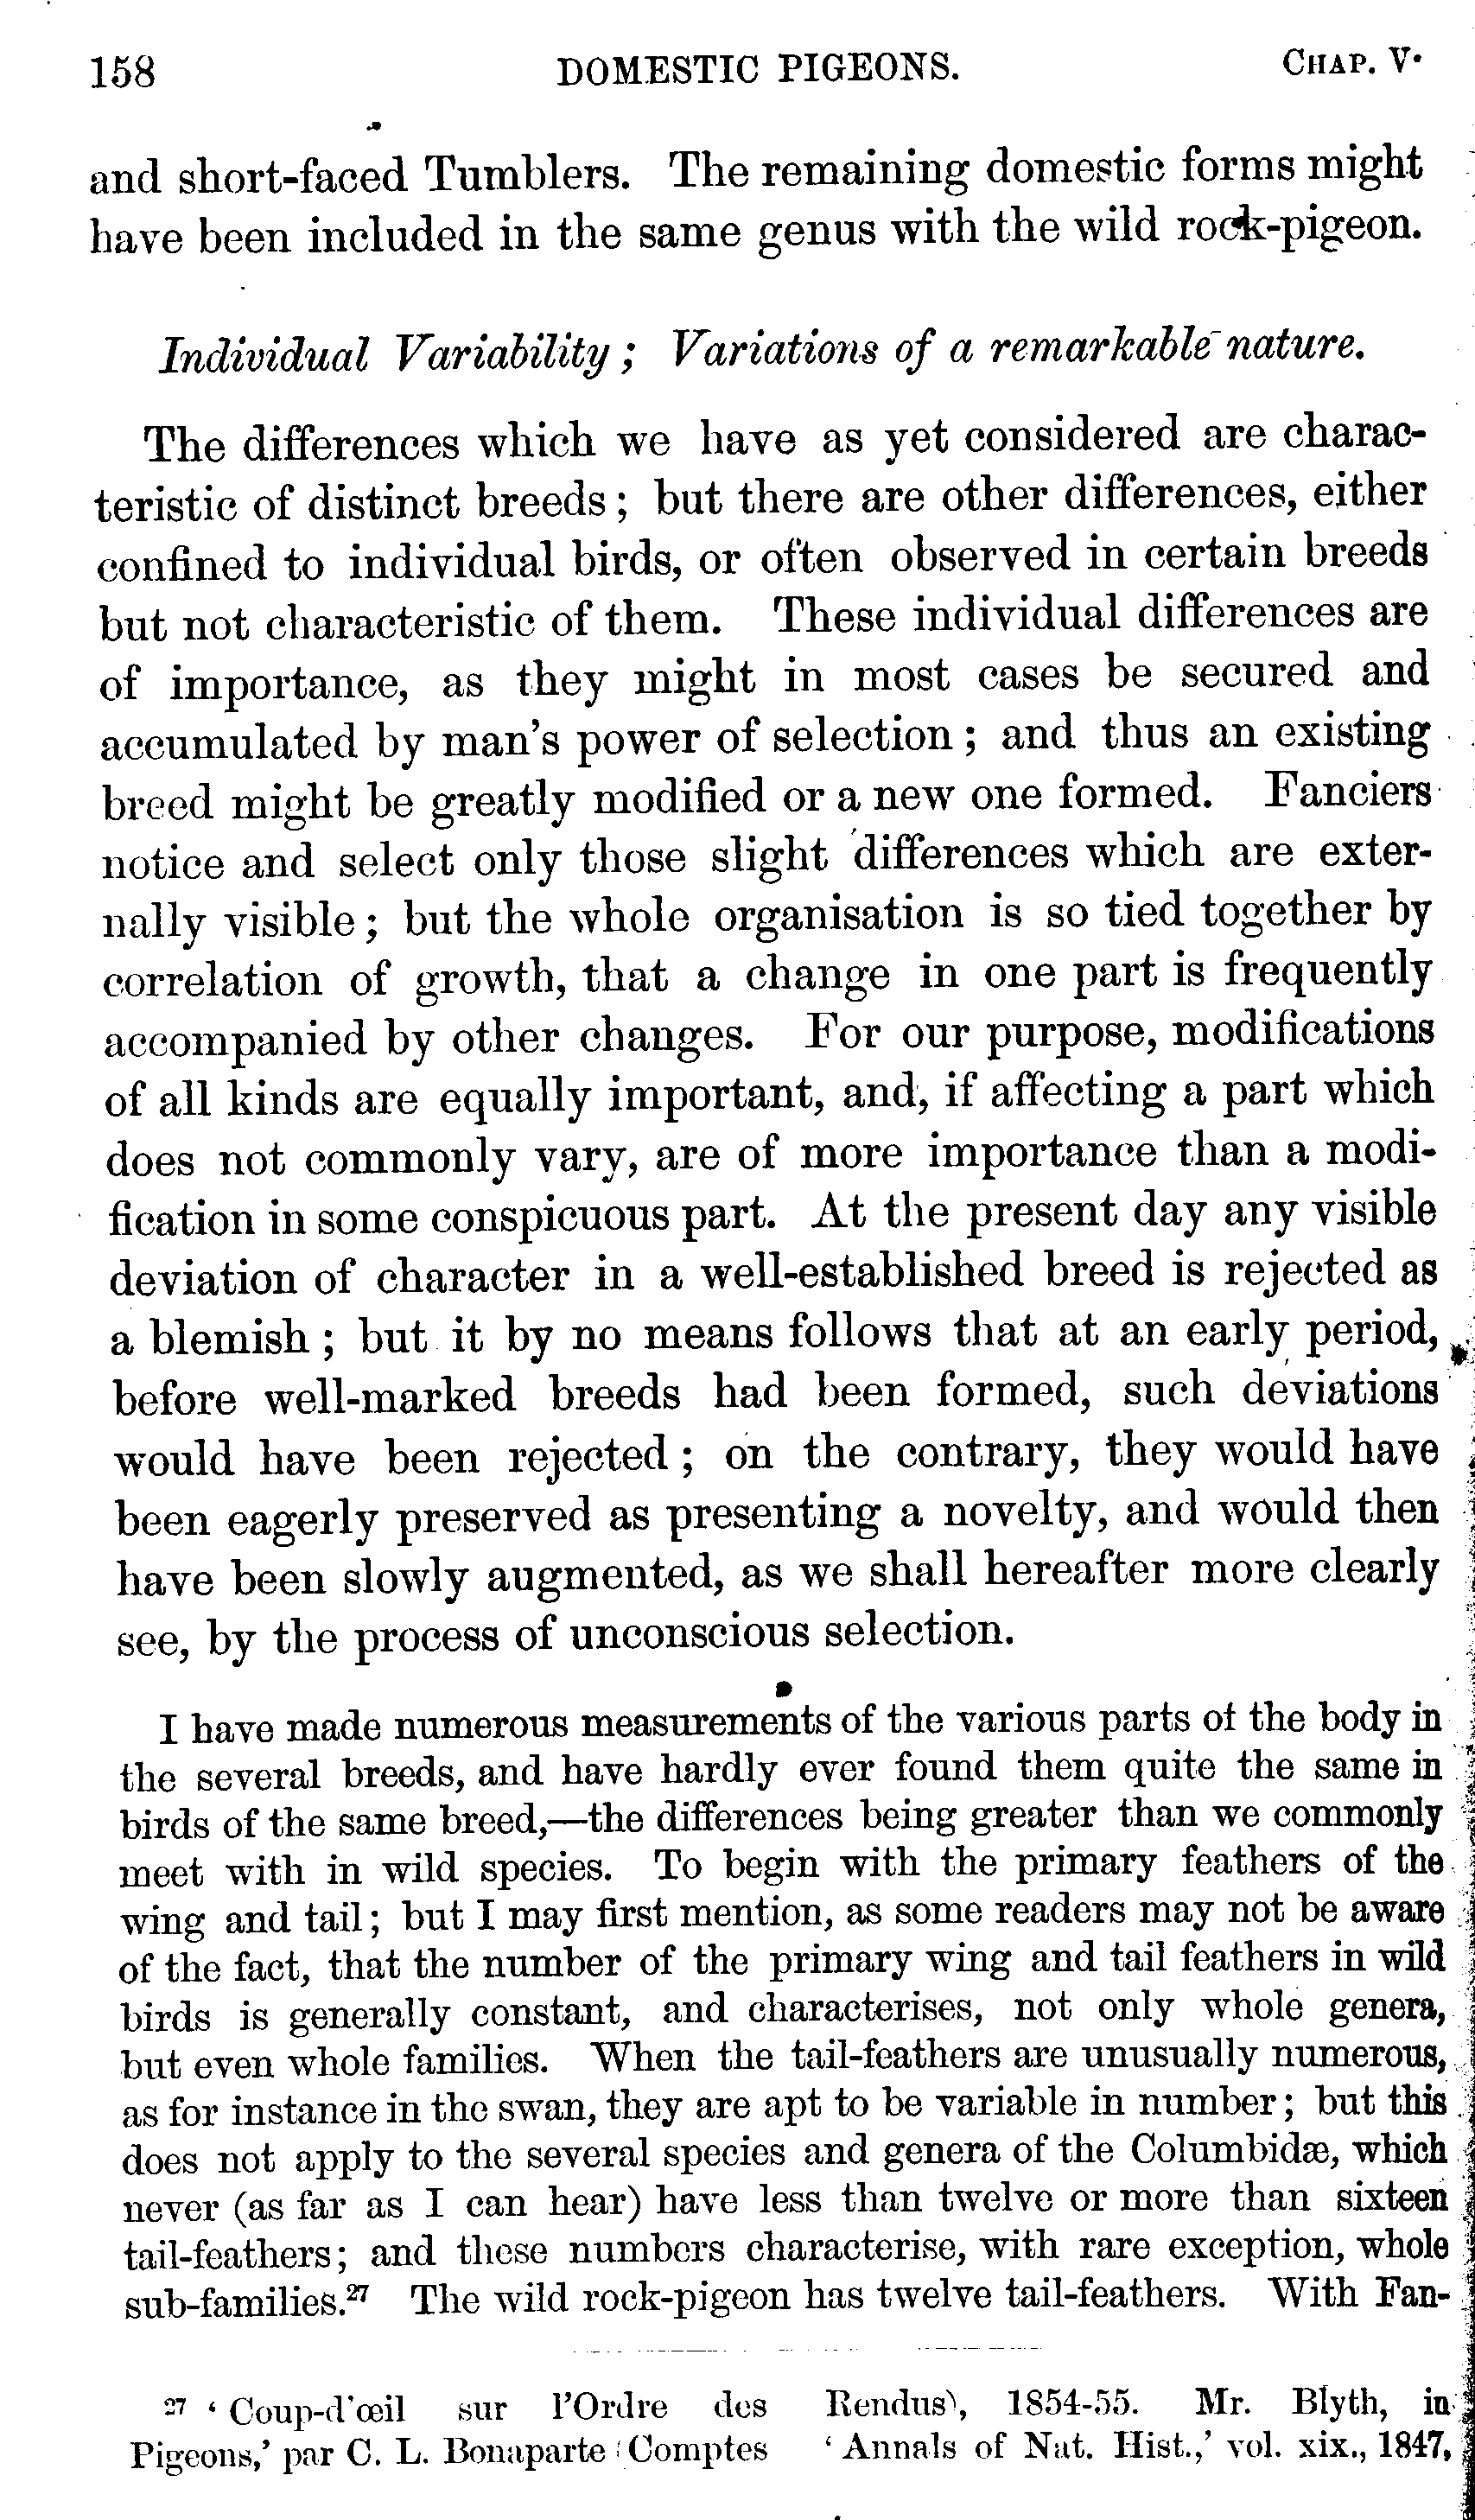 158 DOMESTIC PIGEONS. CHAP. V.
and short-faced Tumblers. The remaining domestic forms might
have been included in the same genus with the wild rock-pigeon.
Individual Variability; Variations of a remarkable nature.
The differences which we have as yet considered are charac-
teristic of distinct breeds; but there are other differences, either
confined to individual birds, or often observed in certain breeds
but not characteristic of them. These individual differences are
of importance, as they might in most cases be secured and
accumulated by man's power of selection; and thus an existing
breed might be greatly modified or a new one formed. Fanciers
notice and select only those slight differences which are exter-
nally visible; but the whole organisation is so tied together by
correlation of growth, that a change in one part is frequently
accompanied by other changes. For our purpose, modifications
of all kinds are equally important, and, if affecting a part which
does not commonly vary, are of more importance than a modi-
fication in some conspicuous part. At the present day any visible
deviation of character in a well-established breed is rejected as
a blemish; but it by no means follows that at an early period,
before well-marked breeds had been formed, such deviations
would have been rejected; on the contrary, they would have
been eagerly preserved as presenting a novelty, and would then
have been slowly augmented, as we shall hereafter more clearly
see, by the process of unconscious selection.
I have made numerous measurements of the various parts of the body in
the several breeds, and have hardly ever found them quite the same in
birds of the same breed,—the differences being greater than we commonly
meet with in wild species. To begin with the primary feathers of the
wing and tail; but I may first mention, as some readers may not be aware
of the fact, that the number of the primary wing and tail feathers in wild
birds is generally constant, and characterises, not only whole genera,
but even whole families. When the tail-feathers are unusually numerous,
as for instance in the swan, they are apt to be variable in number; but this
does not apply to the several species and genera of the Columbidæ, which
never (as far as I can hear) have less than twelve or more than sixteen
tail-feathers; and these numbers characterise, with rare exception, whole
sub-families.27 The wild rock-pigeon has twelve tail-feathers. With Fan-
27 ‘Coup-d'œil sur l'Ordre des
Pigeons,’ par C. L. Bonaparte (Comptes
Rendus), 1854-55. Mr. Blyth, in
‘Annals of Nat. Hist.,’ vol. xix., 1847,